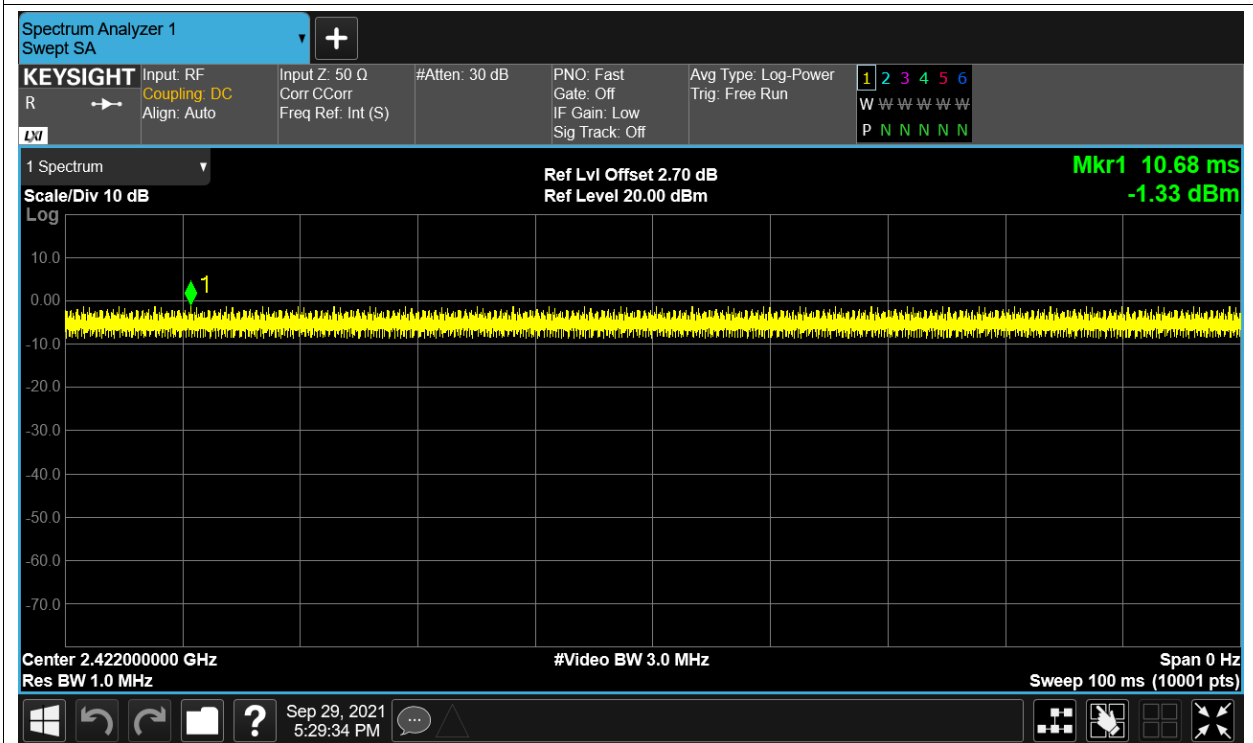 Spectrum Analyzer 1
Swept SA
KEYSIGHT
R
LXI
Input: RF
Coupling: DC
Align: Auto
Input Z: 50 Ω
Corr CCorr
Freq Ref: Int (S)
#Atten: 30 dB
PNO: Fast
Gate: Off
IF Gain: Low
Sig Track: Off
Avg Type: Log-Power
Trig: Free Run
1 2 3 4 5 6
W W W W W W
P N N N N N
1 Spectrum
Scale/Div 10 dB
Ref Lvl Offset 2.70 dB
Ref Level 20.00 dBm
Mkr1 10.68 ms
-1.33 dBm
Log
10.0
0.00
-10.0
-20.0
-30.0
-40.0
-50.0
-60.0
-70.0
1
Center 2.422000000 GHz
Res BW 1.0 MHz
#Video BW 3.0 MHz
Span 0 Hz
Sweep 100 ms (10001 pts)
?
Sep 29, 2021
5:29:34 PM